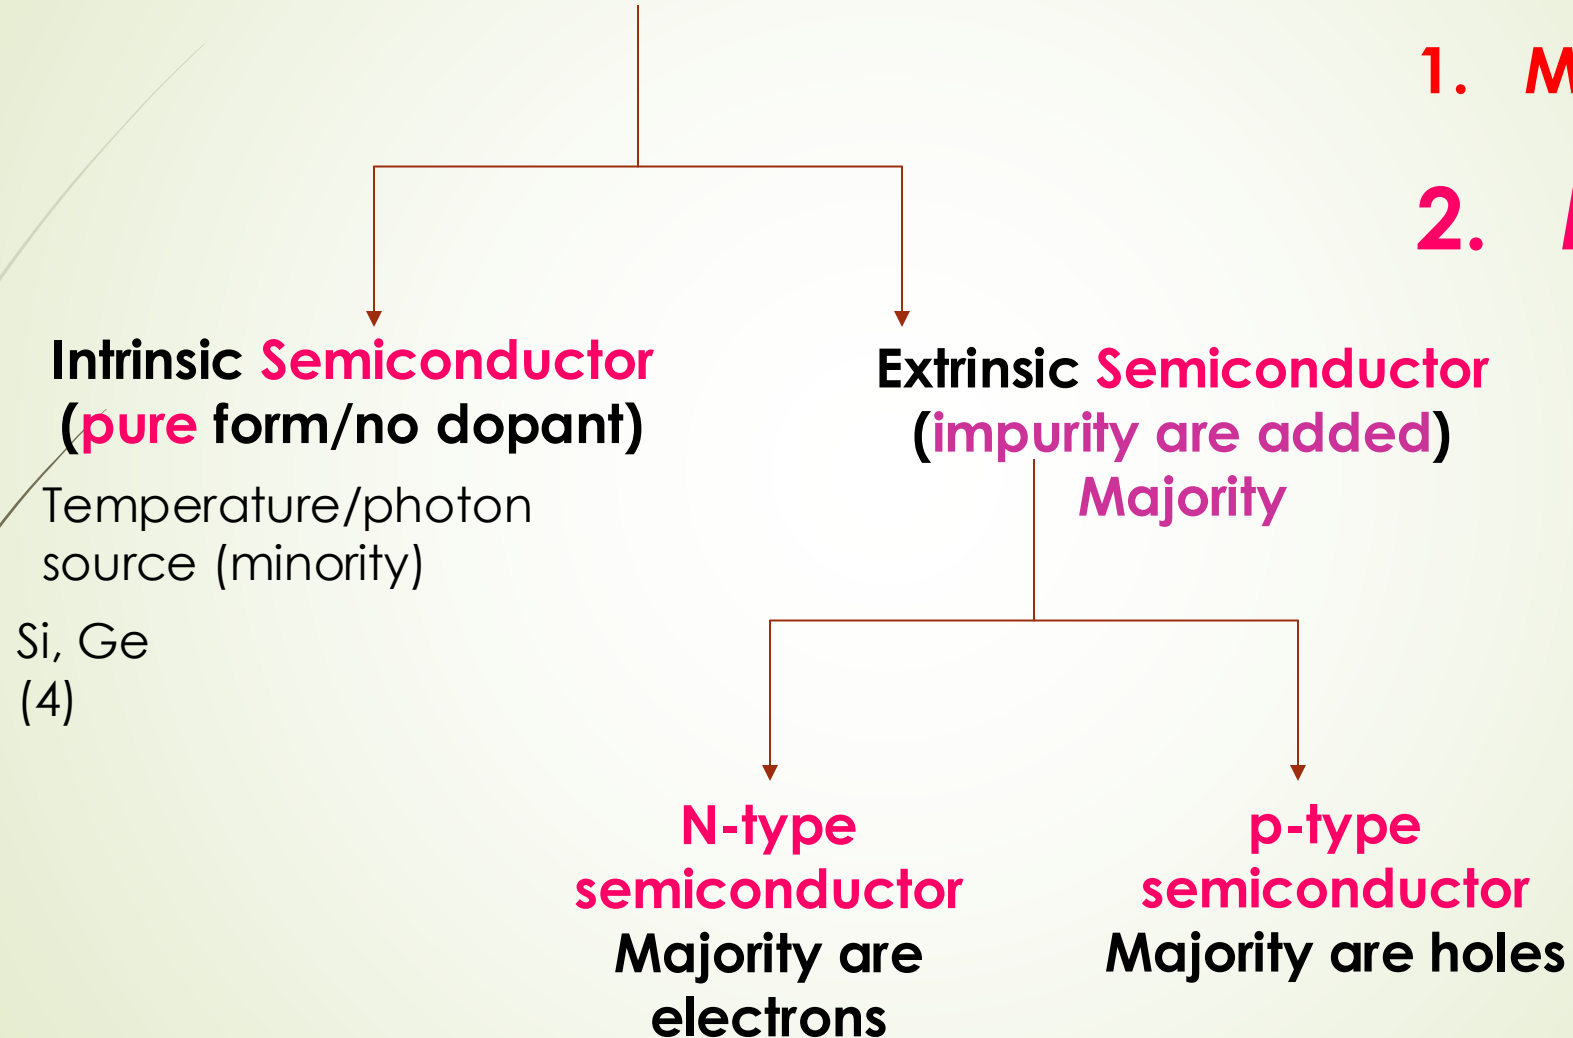 1. M
2.
Intrinsic Semiconductor
(pure form/no dopant)
Temperature/photon
source (minority)
Si, Ge
(4)
Extrinsic Semiconductor
(impurity are added)
Majority
N-type
semiconductor
Majority are
electrons
p-type
semiconductor
Majority are holes